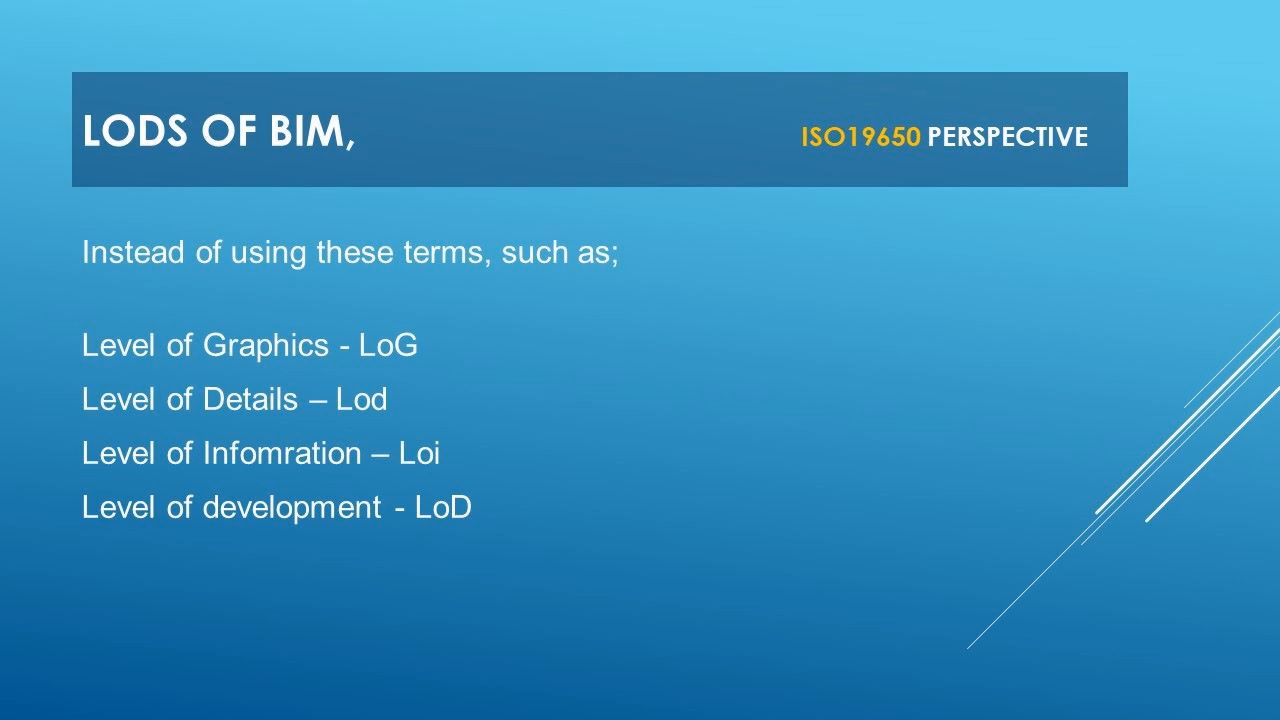 LODS OF BIM, ISO19650 PERSPECTIVE
Instead of using these terms, such as;
Level of Graphics - LoG
Level of Details – Lod
Level of Infomration – Loi
Level of development - LoD